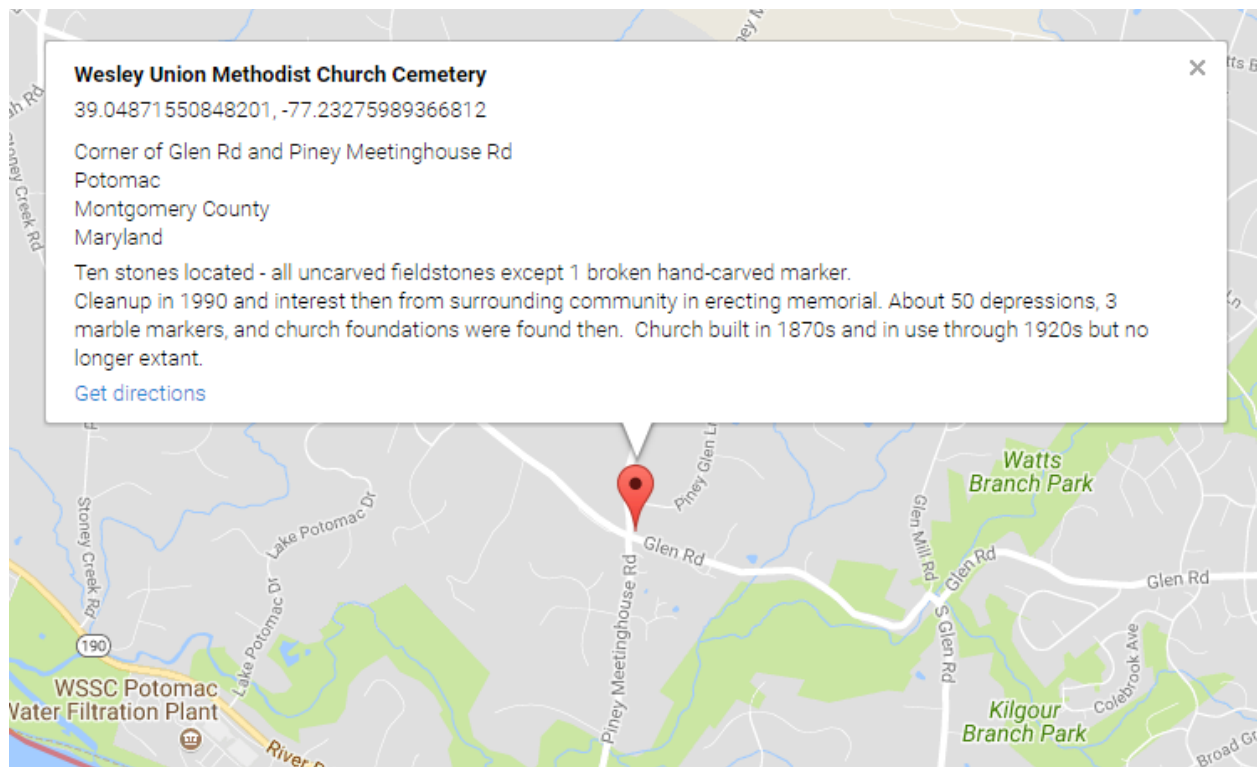 Wesley Union Methodist Church Cemetery
39.04871550848201, -77.23275989366812
Corner of Glen Rd and Piney Meetinghouse Rd
Potomac
Montgomery County
Maryland
Ten stones located - all uncarved fieldstones except 1 broken hand-carved marker.
Cleanup in 1990 and interest then from surrounding community in erecting memorial. About 50 depressions, 3
marble markers, and church foundations were found then.  Church built in 1870s and in use through 1920s but no
longer extant.
Get directions
Stoney Creek Rd
Piney Glen Ln
Watts
Branch Park
Stoney Creek Rd
Lake Potomac Dr
Glen Rd
Glen Mill Rd
Glen Rd
Glen Rd
Lake Potomac Dr
Piney Meetinghouse Rd
S Glen Rd
190
WSSC Potomac
Water Filtration Plant
Colebrook Ave
Kilgour
Branch Park
River
Broad